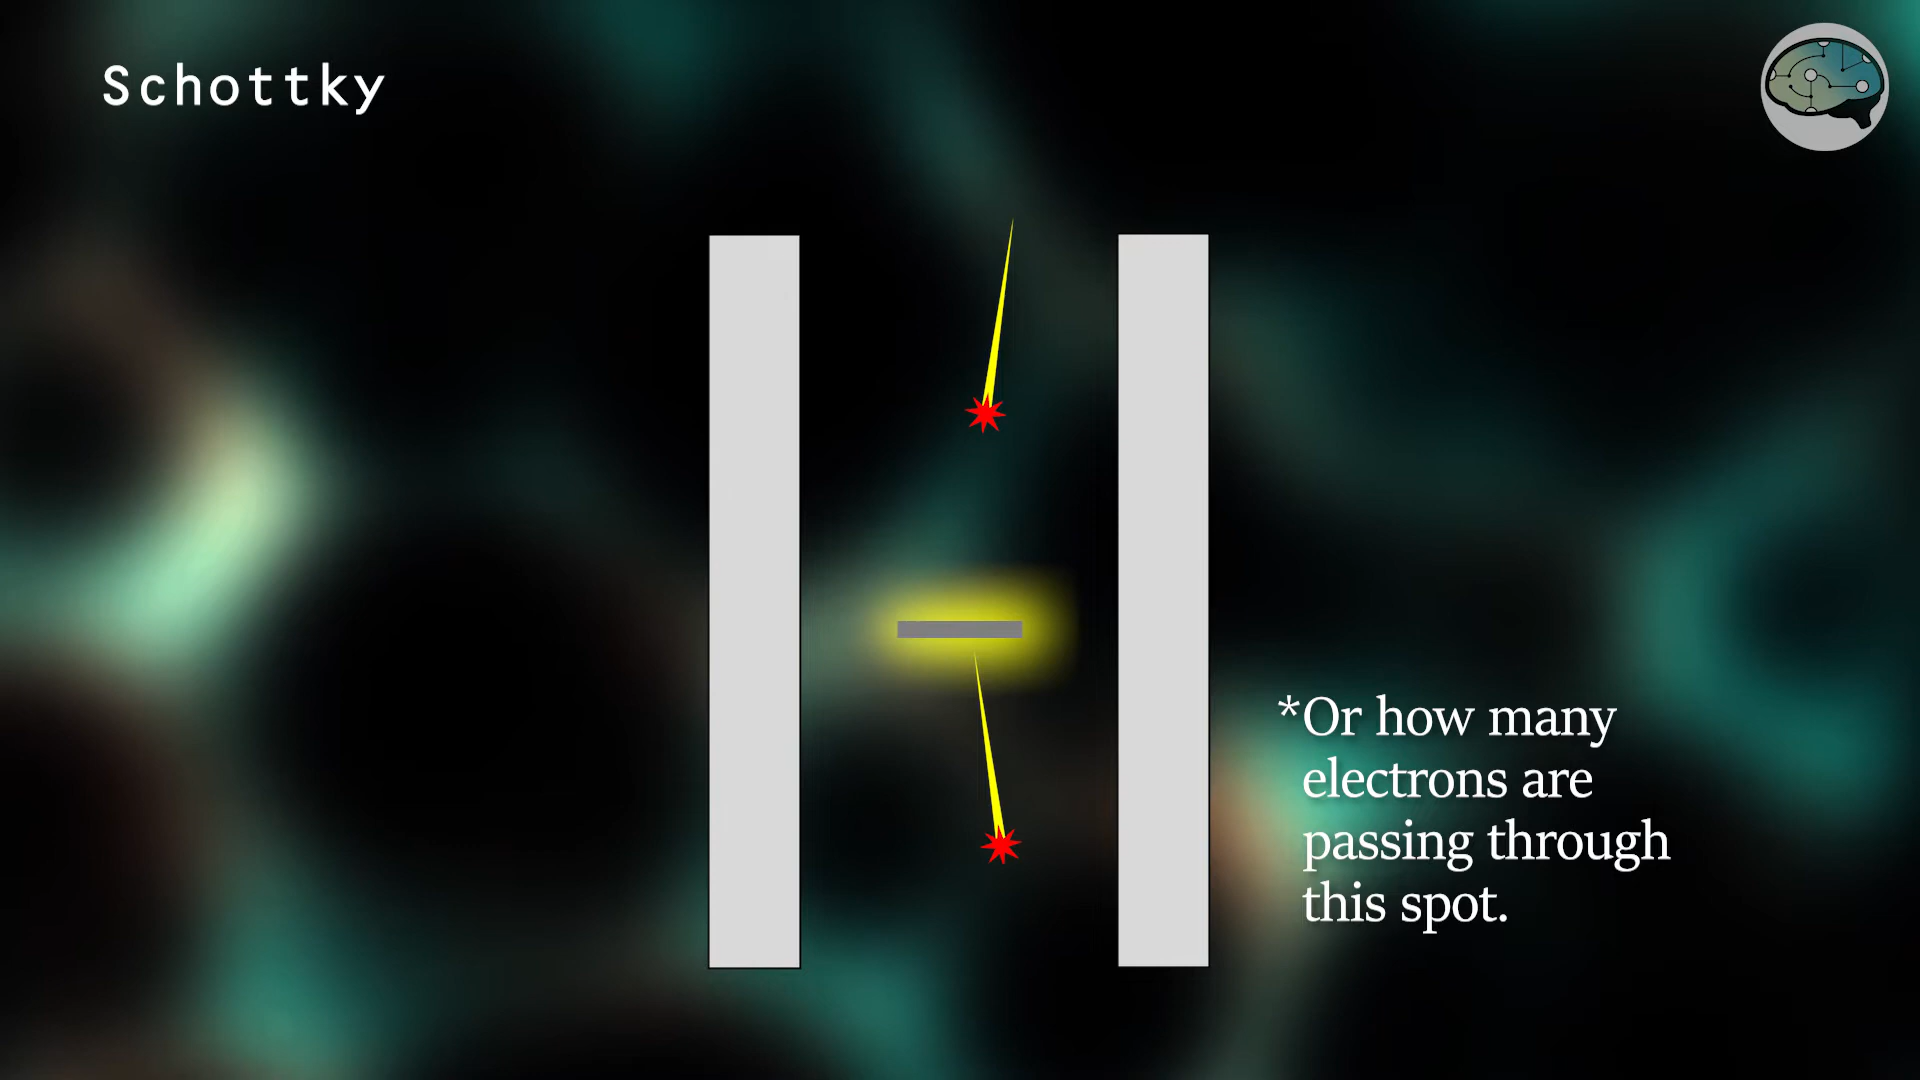 Schottky
*Or how many
electrons are
passing through
this spot.